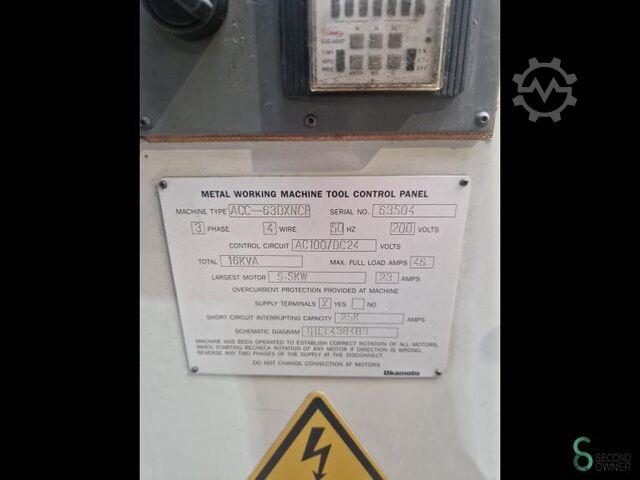 METAL WORKING MACHINE TOOL CONTROL PANEL
MACHINE TYPE ACC-63DXNCP SERIAL NO. 63504
3 PHASE 4 WIRE 50 HZ 200 VOLTS
CONTROL CIRCUIT AC100/DC24 VOLTS
TOTAL 16KVA MAX. FULL LOAD AMPS 46
LARGEST MOTOR 5.5KW 23 AMPS
OVERCURRENT PROTECTION PROVIDED AT MACHINE
SUPPLY TERMINALS X YES NO
SHORT CIRCUIT INTERRUPTING CAPACITY 25K AMPS
SCHEMATIC DIAGRAM
MACHINE HAS BEEN OPERATED TO ESTABLISH CORRECT ROTATION OF ALL MOTORS.
WHEN STARTING RECHECK ROTATION OF ANY MOTOR IF DIRECTION IS WRONG.
REVERSE ANY TWO PHASES OF THE SUPPLY AT THE DISCONNECT.
DO NOT CHANGE CONNECTION AT MOTORS
Okamoto
SECOND
OWNER